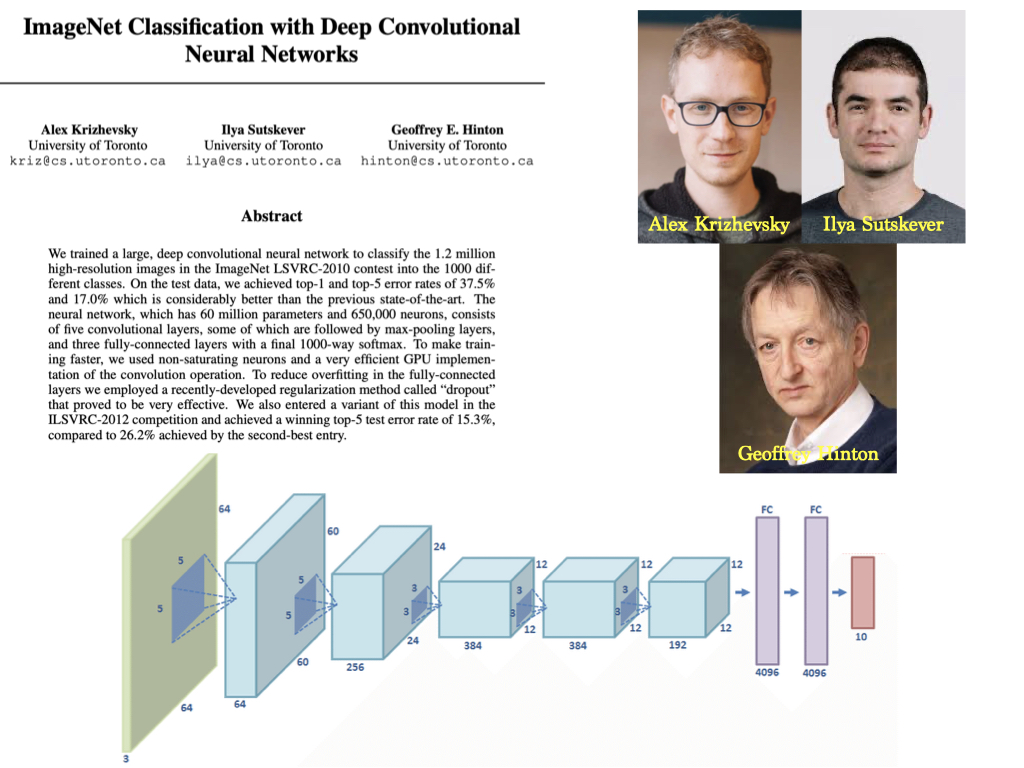 ImageNet Classification with Deep Convolutional
Neural Networks
Alex Krizhevsky
University of Toronto
kriz@cs.utoronto.ca
Ilya Sutskever
University of Toronto
ilya@cs.utoronto.ca
Geoffrey E. Hinton
University of Toronto
hinton@cs.utoronto.ca
Abstract
We trained a large, deep convolutional neural network to classify the 1.2 million
high-resolution images in the ImageNet LSVRC-2010 contest into the 1000 dif-
ferent classes. On the test data, we achieved top-1 and top-5 error rates of 37.5%
and 17.0% which is considerably better than the previous state-of-the-art. The
neural network, which has 60 million parameters and 650,000 neurons, consists
of five convolutional layers, some of which are followed by max-pooling layers,
and three fully-connected layers with a final 1000-way softmax. To make train-
ing faster, we used non-saturating neurons and a very efficient GPU implemen-
tation of the convolution operation. To reduce overfitting in the fully-connected
layers we employed a recently-developed regularization method called “dropout”
that proved to be very effective. We also entered a variant of this model in the
ILSVRC-2012 competition and achieved a winning top-5 test error rate of 15.3%,
compared to 26.2% achieved by the second-best entry.
Alex Krizhevsky
Ilya Sutskever
Geoffrey Hinton
64
5
5
64
3
60
5
5
60
64
24
3
3
24
256
12
3
3
12
384
12
3
3
12
384
12
12
192
FC
4096
FC
4096
10